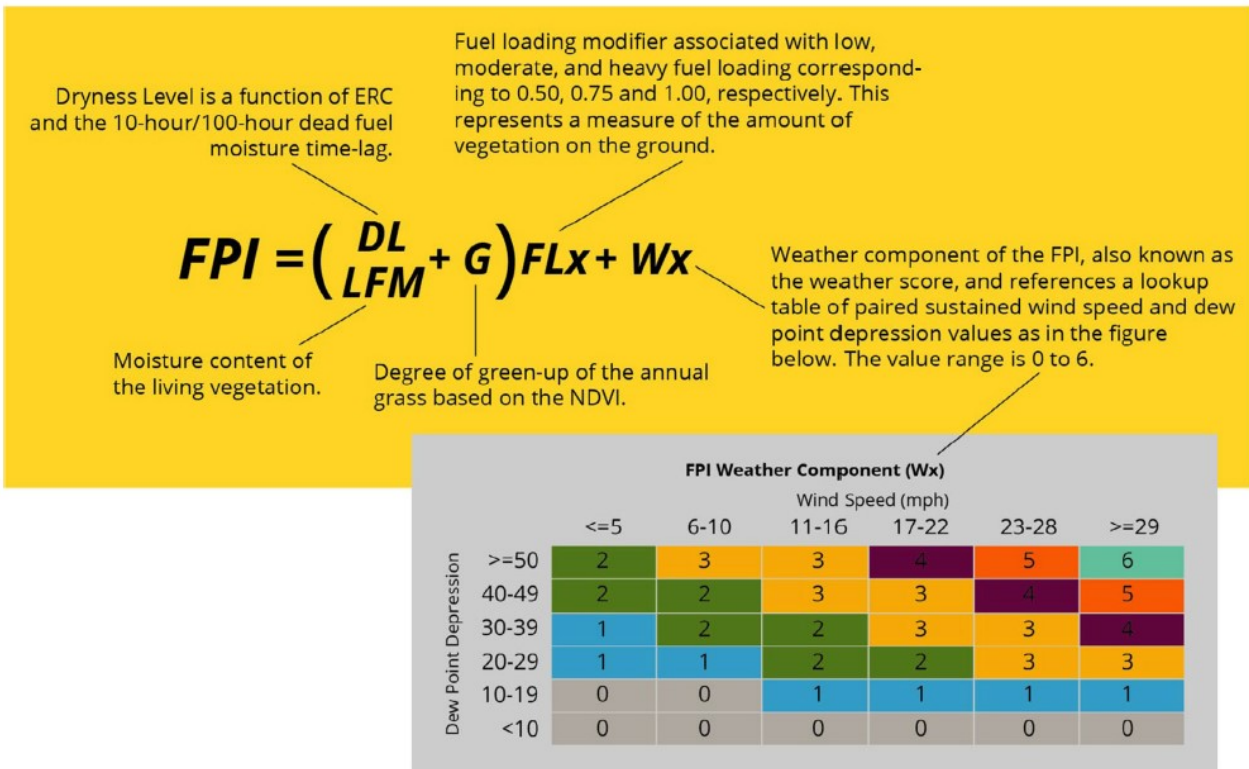 Fuel loading modifier associated with low,
moderate, and heavy fuel loading correspond-
ing to 0.50, 0.75 and 1.00, respectively. This
represents a measure of the amount of
vegetation on the ground.
Dryness Level is a function of ERC
and the 10-hour/100-hour dead fuel
moisture time-lag.
FPI = ( DL
LFM + G ) FLx + Wx
Weather component of the FPI, also known as
the weather score, and references a lookup
table of paired sustained wind speed and dew
point depression values as in the figure
below. The value range is 0 to 6.
Moisture content of
the living vegetation.
Degree of green-up of the annual
grass based on the NDVI.
FPI Weather Component (Wx)
Wind Speed (mph)
<=5 6-10 11-16 17-22 23-28 >=29
Dew Point Depression
>=50 2 3 3 4 5 6
40-49 2 2 3 3 4 5
30-39 1 2 2 3 3 4
20-29 1 1 2 2 3 3
10-19 0 0 1 1 1 1
<10 0 0 0 0 0 0